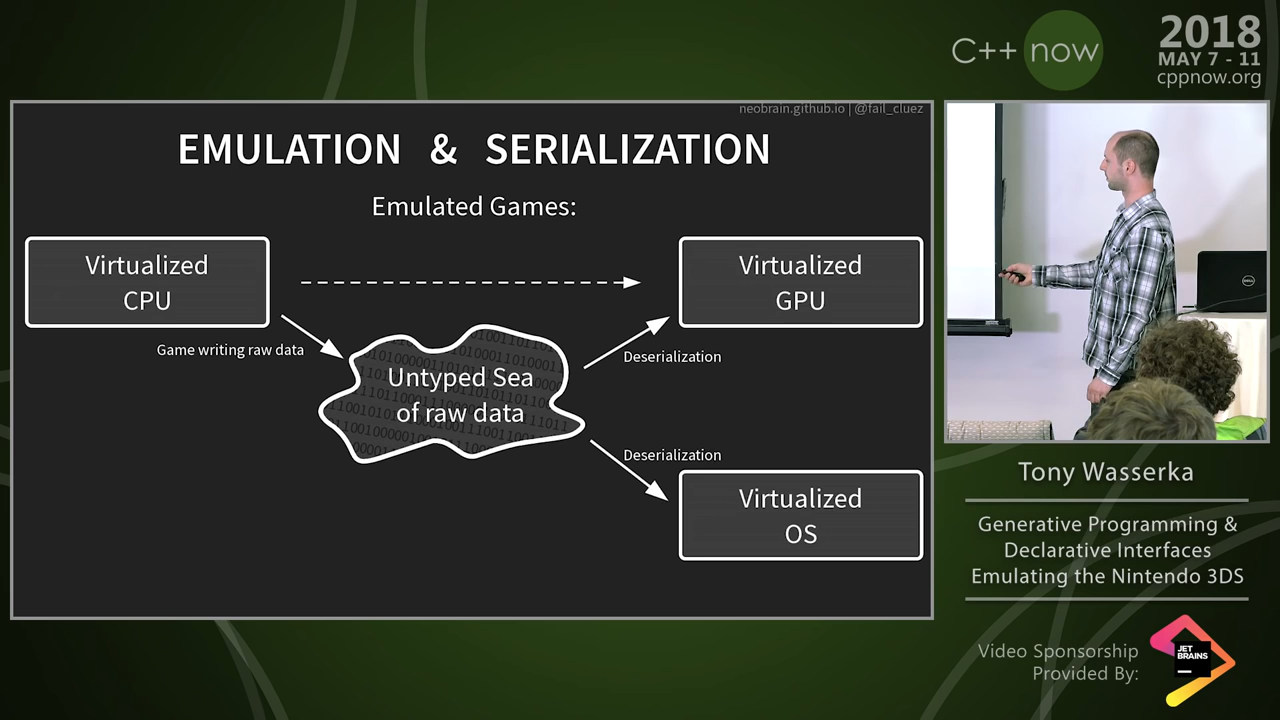 C++ now
2018
MAY 7 - 11
cppnow.org
neobrain.github.io | @fail_cluez
EMULATION & SERIALIZATION
Emulated Games:
Virtualized
CPU
Virtualized
GPU
Game writing raw data
Deserialization
Untyped Sea
of raw data
Deserialization
Virtualized
OS
DELL
Tony Wasserka
Generative Programming &
Declarative Interfaces
Emulating the Nintendo 3DS
Video Sponsorship
Provided By:
JET
BRAINS